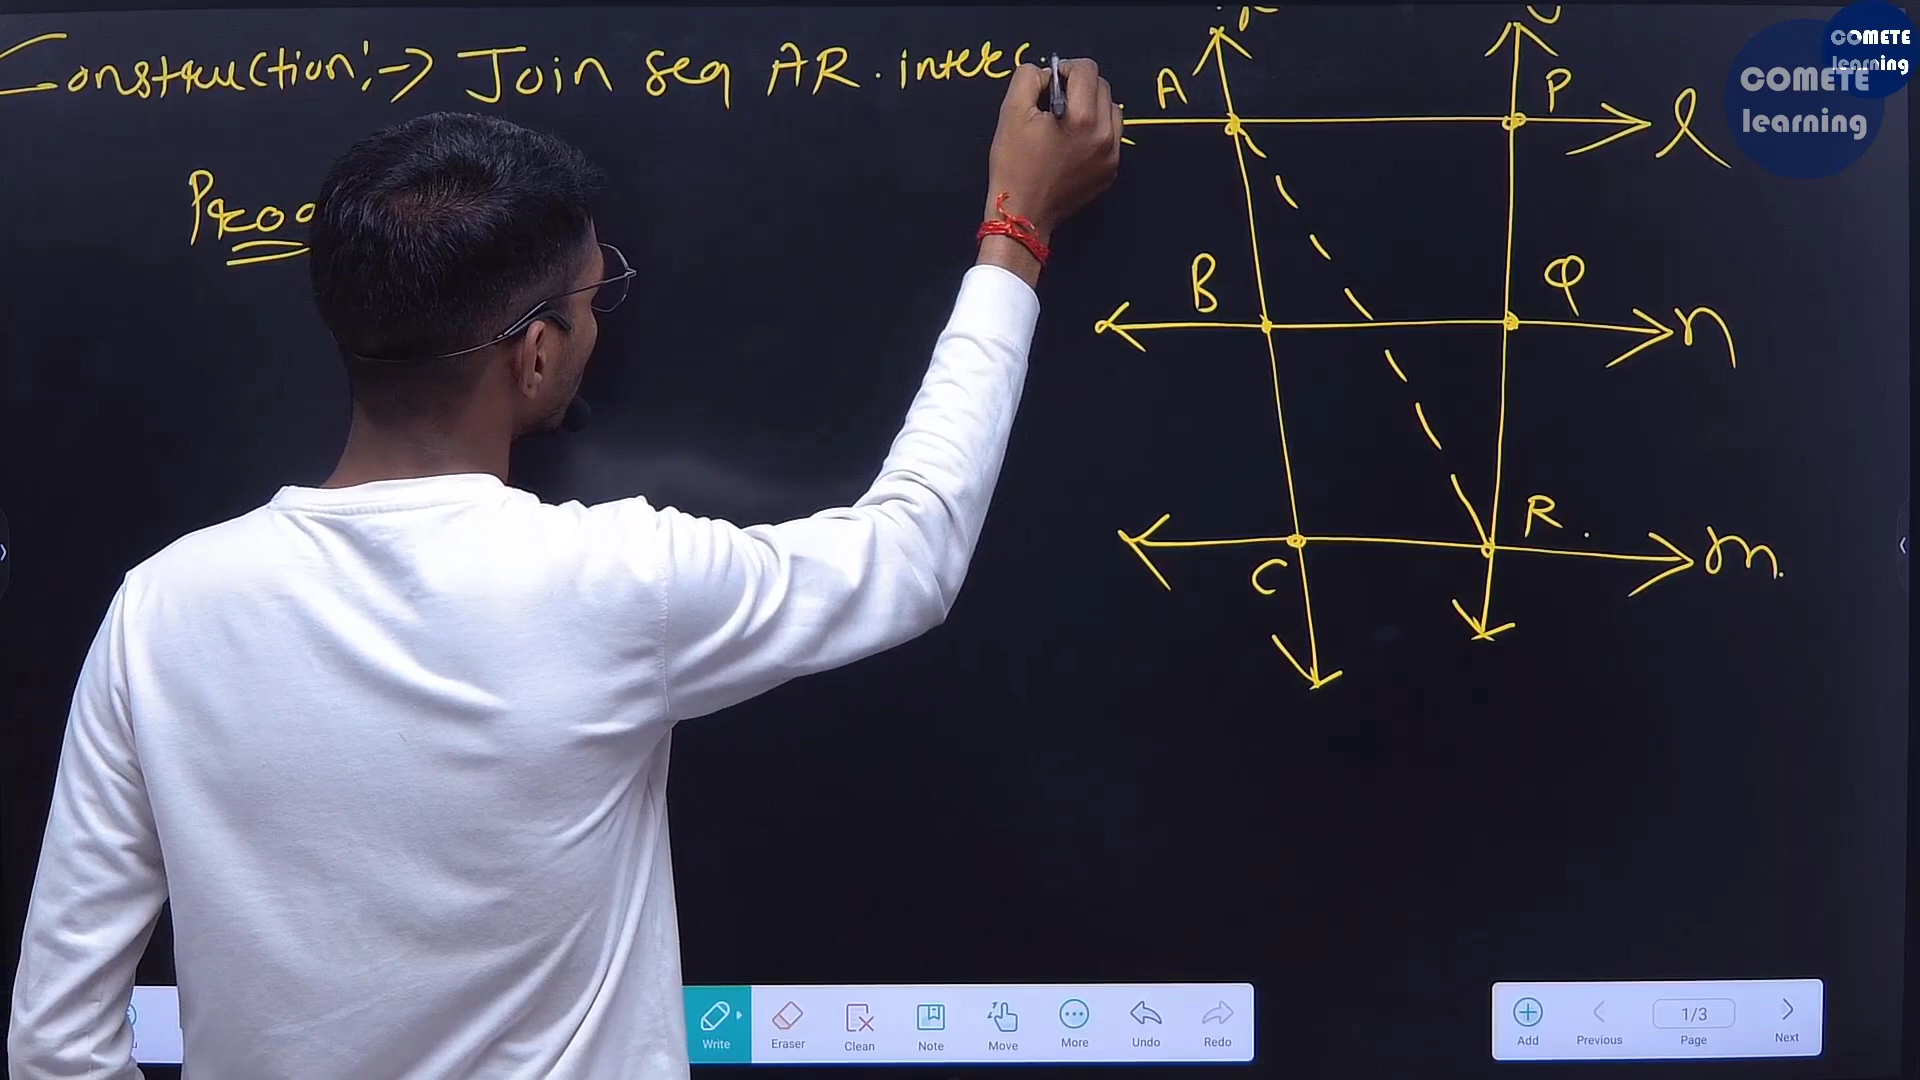 Construction :-> Join seg AR. inters
A
P
l
COMETE
learning
COMETE
learning
Proo
B
Q
n
R.
C
m.
Write
Eraser
Clean
Note
Move
More
Undo
Redo
Add
Previous
1/3
Page
Next